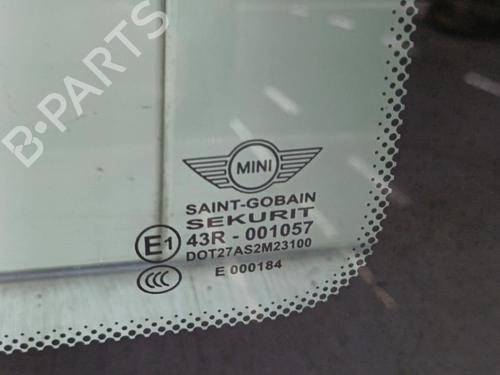 B-PARTS
MINI
SAINT-GOBAIN
SEKURIT
E1 43R - 001057
DOT27AS2M23100
CCC E 000184